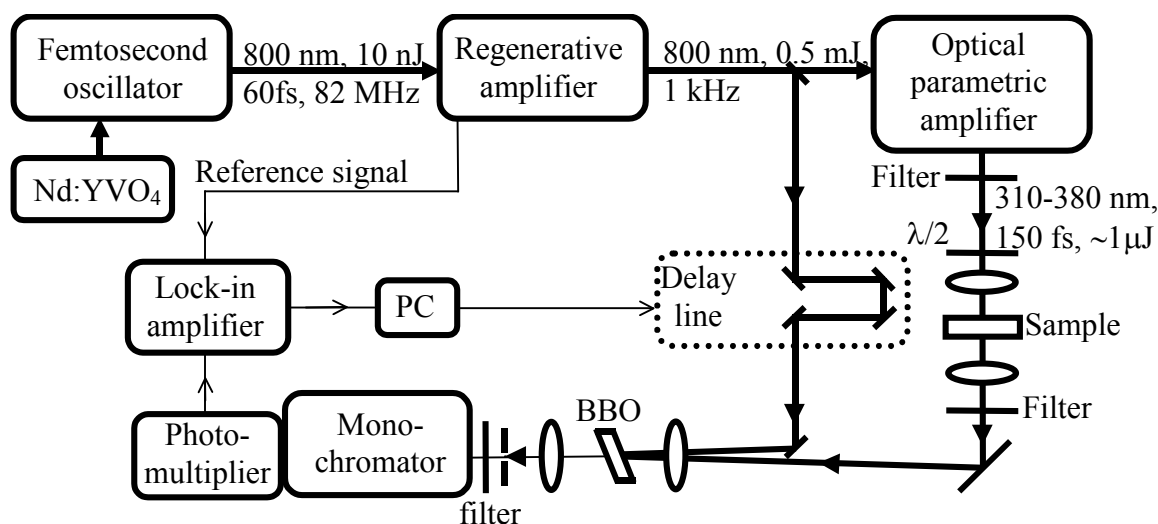 Femtosecond
oscillator
800 nm, 10 nJ
60fs, 82 MHz
Regenerative
amplifier
800 nm, 0.5 mJ,
1 kHz
Optical
parametric
amplifier
Nd:YVO₄
Reference signal
Filter
310-380 nm,
150 fs, ~1μJ
λ/2
Lock-in
amplifier
PC
Delay
line
Sample
Filter
Photo-
multiplier
Mono-
chromator
filter
BBO